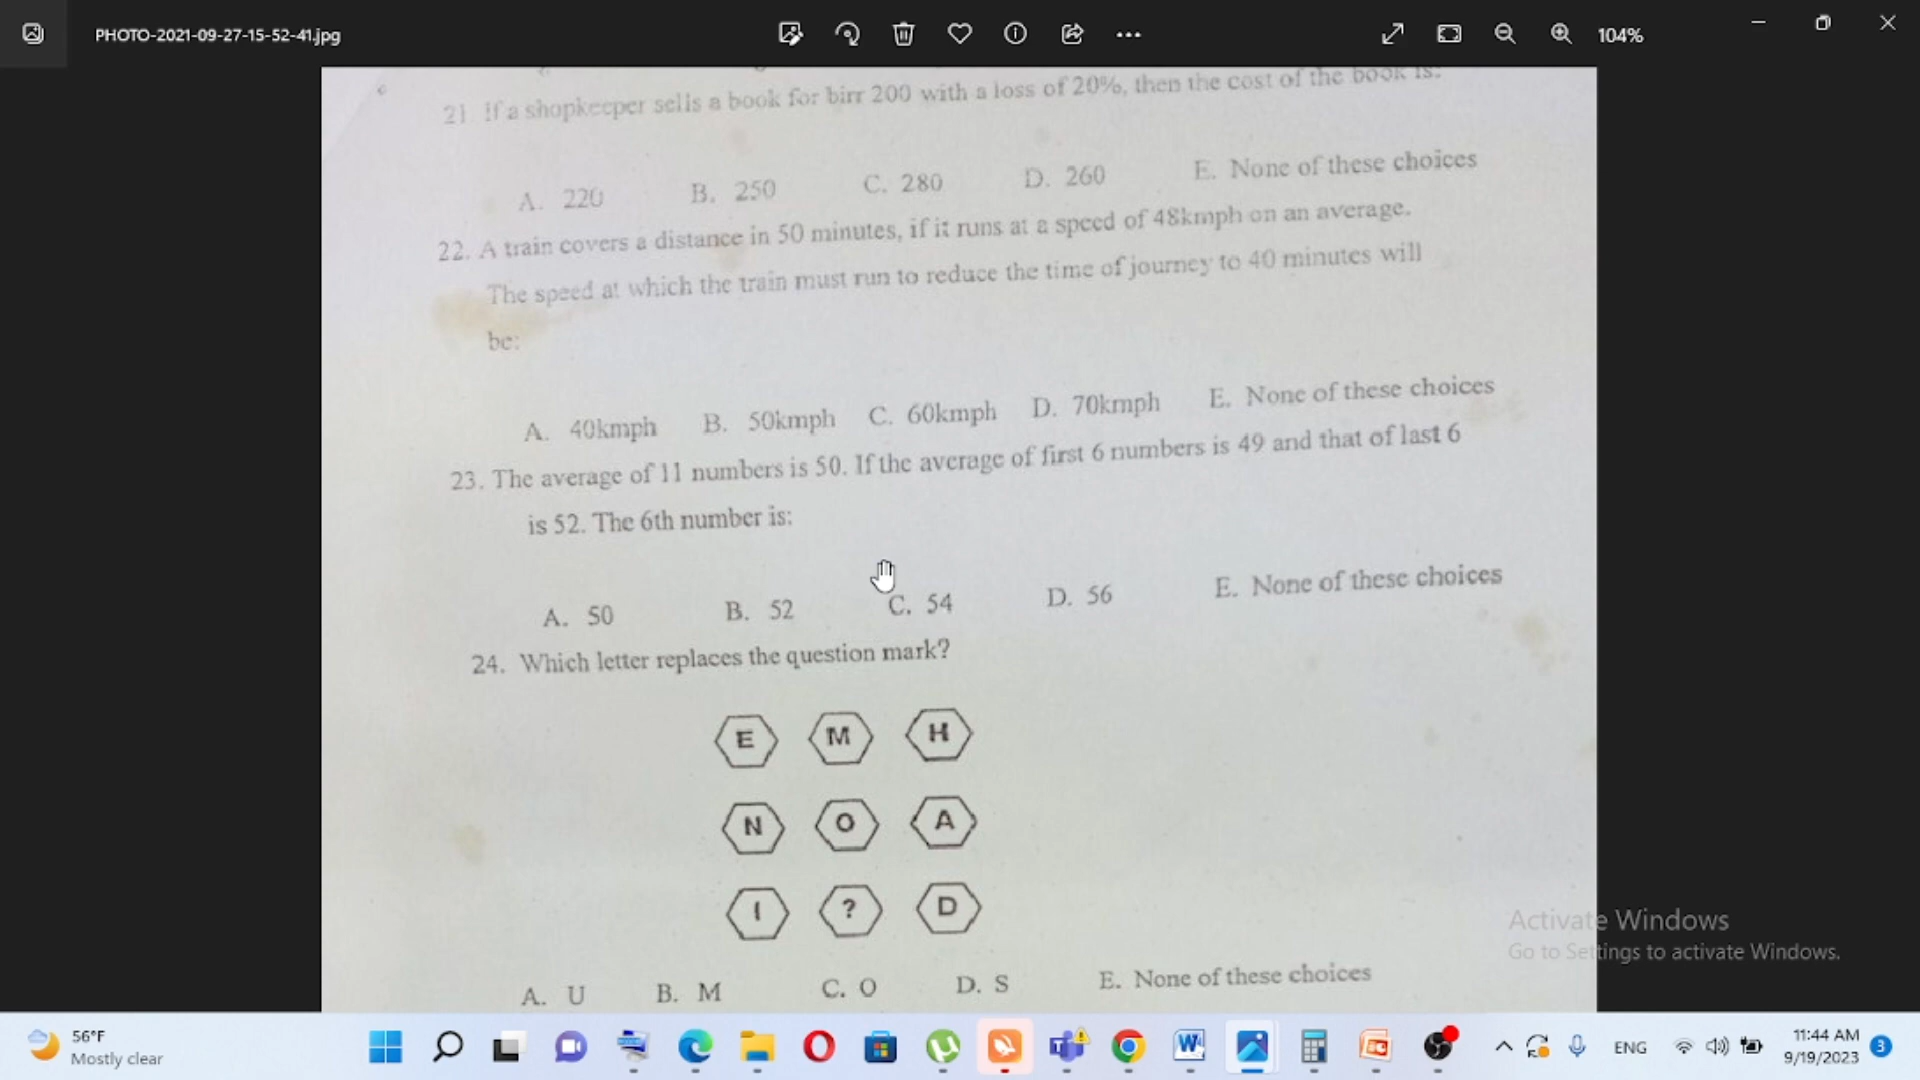 PHOTO-2021-09-27-15-52-41.jpg
104%
21 If a shopkeeper sells a book for birr 200 with a loss of 20%, then the cost of the book is:
A. 220 B. 250 C. 280 D. 260 E. None of these choices
22. A train covers a distance in 50 minutes, if it runs at a speed of 48kmph on an average.
The speed at which the train must run to reduce the time of journey to 40 minutes will
be:
A. 40kmph B. 50kmph C. 60kmph D. 70kmph E. None of these choices
23. The average of 11 numbers is 50. If the average of first 6 numbers is 49 and that of last 6
is 52. The 6th number is:
A. 50 B. 52 C. 54 D. 56 E. None of these choices
24. Which letter replaces the question mark?
E M H
N O A
I ? D
A. U B. M C. O D. S E. None of these choices
Activate Windows
Go to Settings to activate Windows.
56°F
Mostly clear
ENG
11:44 AM
9/19/2023
3